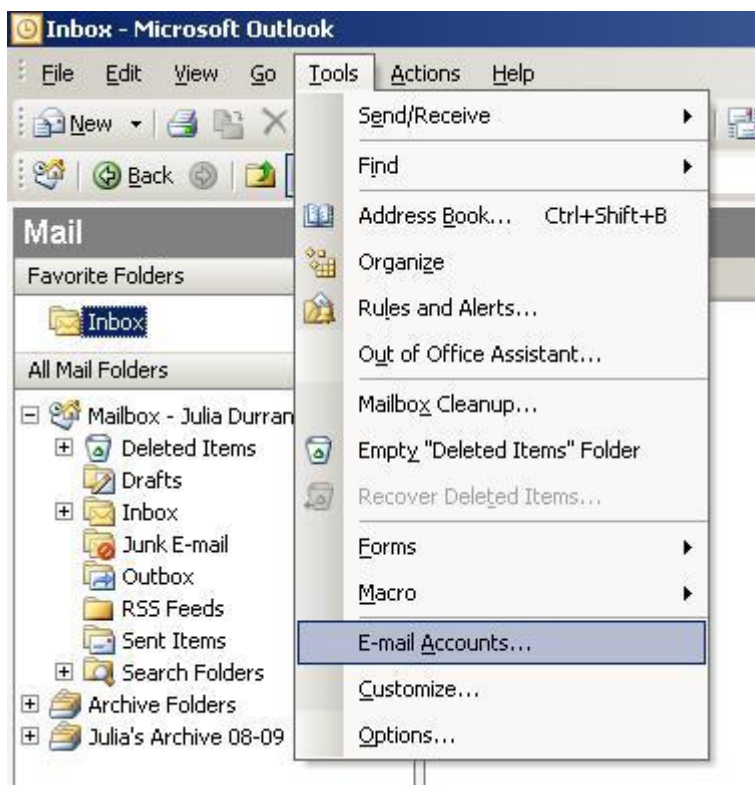 Inbox - Microsoft Outlook
File Edit View Go Tools Actions Help
New
Back
Mail
Favorite Folders
Inbox
All Mail Folders
Mailbox - Julia Durran
Deleted Items
Drafts
Inbox
Junk E-mail
Outbox
RSS Feeds
Sent Items
Search Folders
Archive Folders
Julia's Archive 08-09
Send/Receive
Find
Address Book... Ctrl+Shift+B
Organize
Rules and Alerts...
Out of Office Assistant...
Mailbox Cleanup...
Empty "Deleted Items" Folder
Recover Deleted Items...
Forms
Macro
E-mail Accounts...
Customize...
Options...